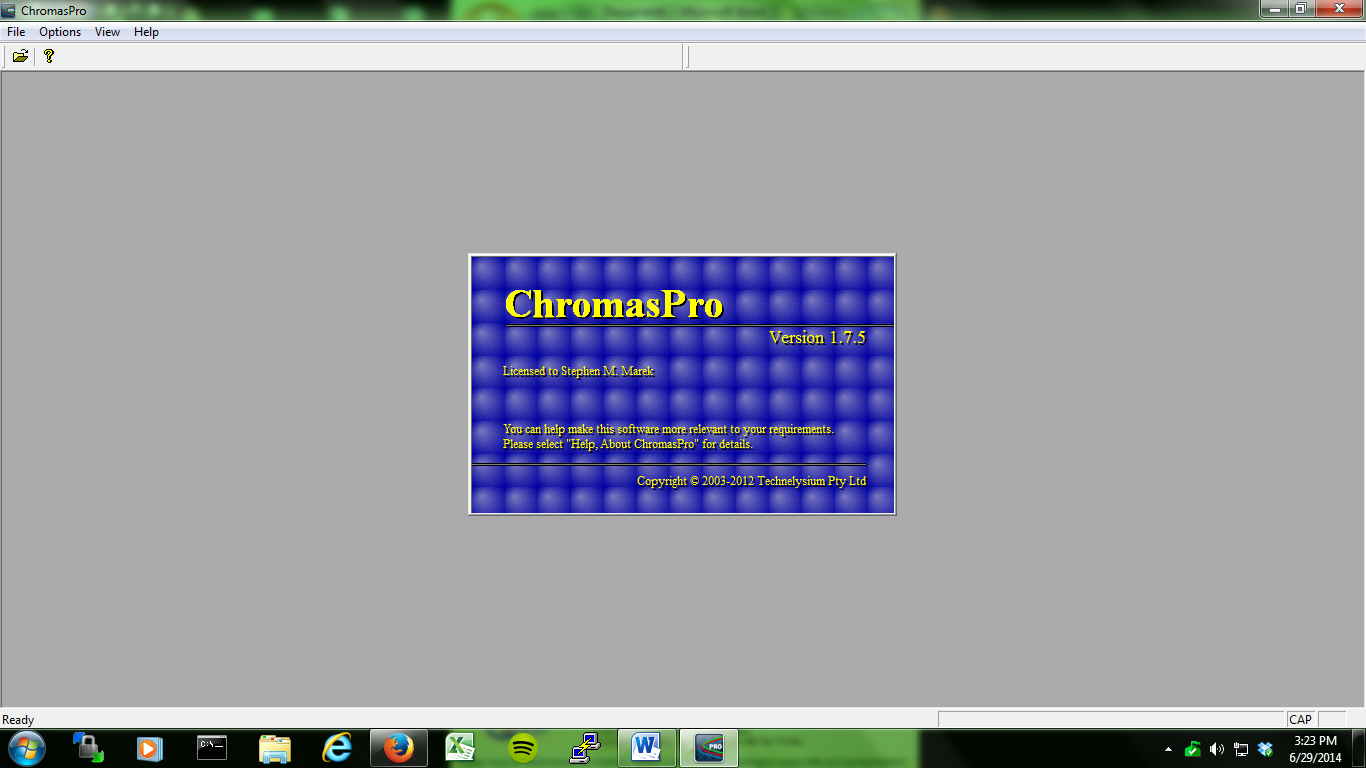 ChromasPro
File Options View Help
ChromasPro
Version 1.7.5
Licensed to Stephen M. Marek
You can help make this software more relevant to your requirements.
Please select "Help, About ChromasPro" for details.
Copyright © 2003-2012 Technelysium Pty Ltd
Ready
CAP
C:\
PRO
3:23 PM
6/29/2014